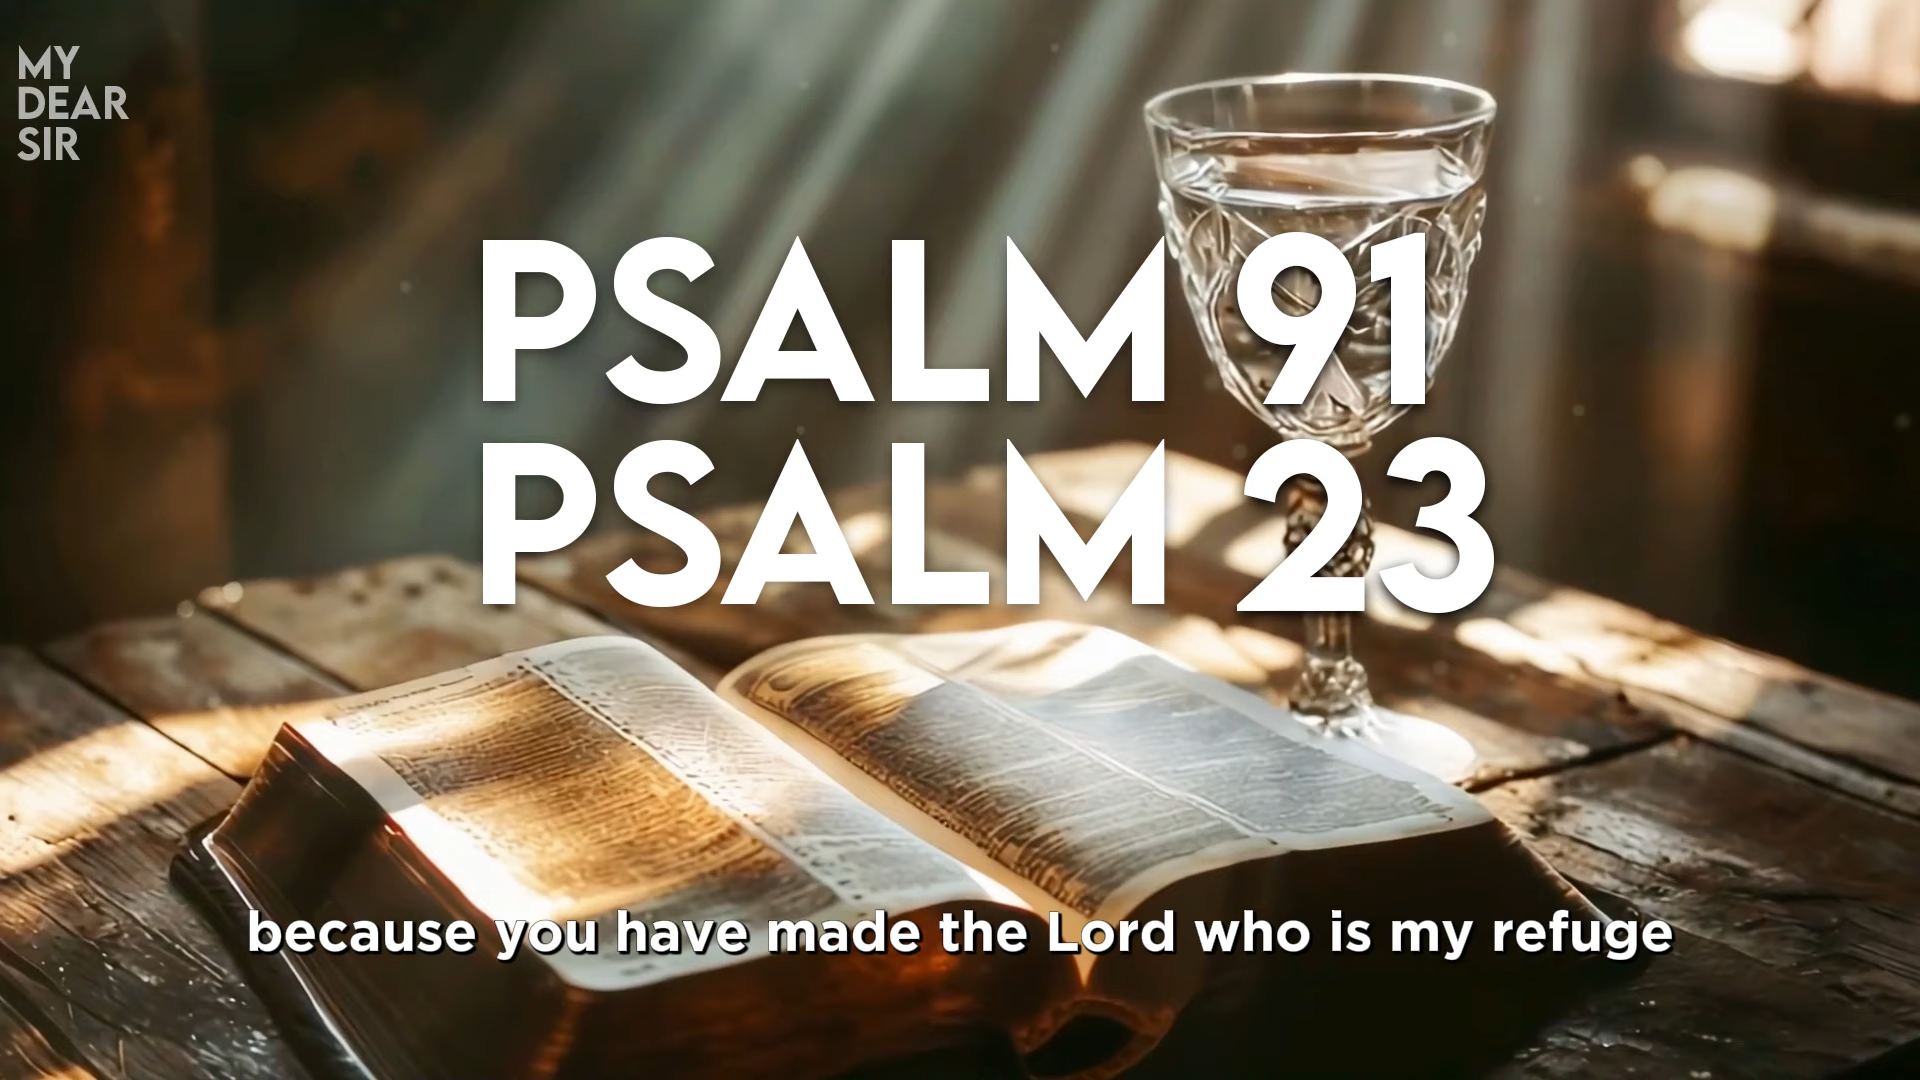 MY
DEAR
SIR
PSALM 91
PSALM 23
because you have made the Lord who is my refuge